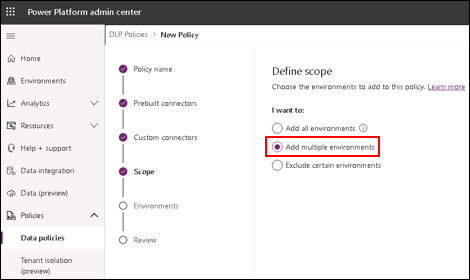 Power Platform admin center
Home
Environments
Analytics
Resources
Help + support
Data integration
Data (preview)
Policies
Data policies
Tenant isolation
(preview)
DLP Policies > New Policy
Policy name
Prebuilt connectors
Custom connectors
Scope
Environments
Review
Define scope
Choose the environments to add to this policy. Learn more
I want to:
Add all environments
Add multiple environments
Exclude certain environments